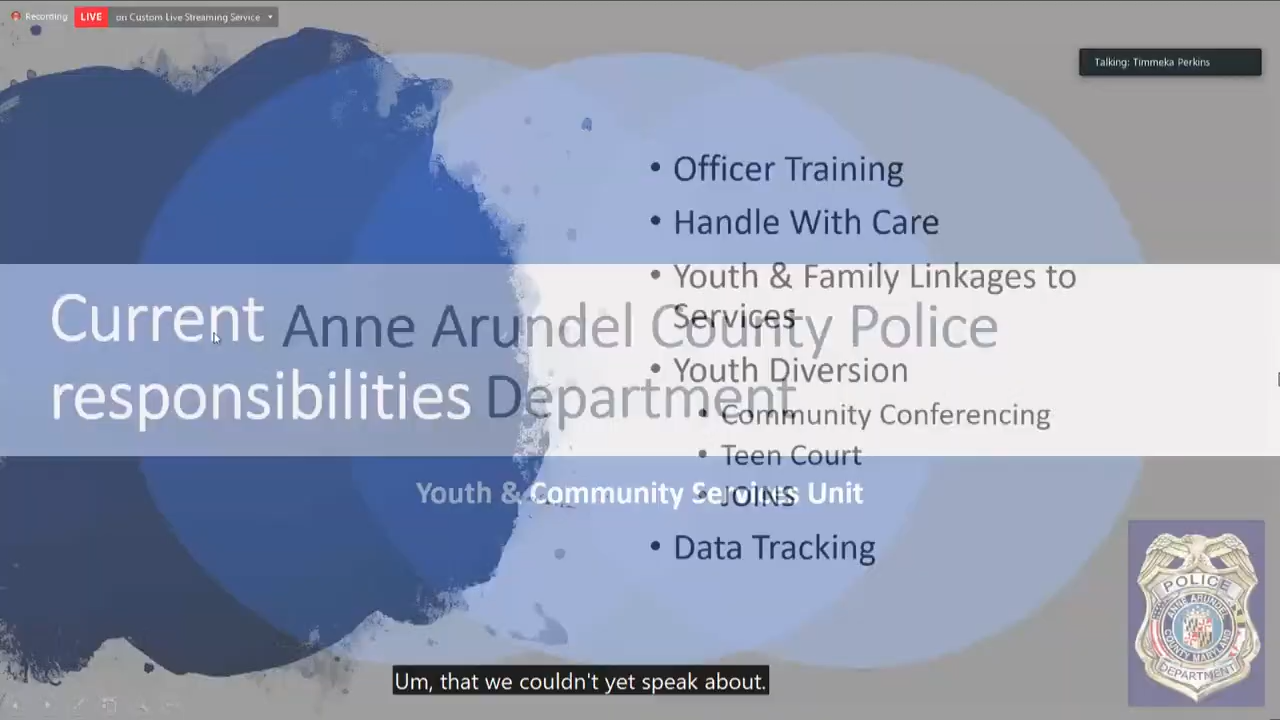 Recording
LIVE
on Custom Live Streaming Service
Talking: Timmeka Perkins
Current
responsibilities
Anne Arundel County Police
Department
Youth & Community Services Unit
• Officer Training
• Handle With Care
• Youth & Family Linkages to
Services
• Youth Diversion
• Community Conferencing
• Teen Court
• JOINS
• Data Tracking
POLICE
ANNE ARUNDEL
COUNTY MARYLAND
DEPARTMENT
Um, that we couldn't yet speak about.